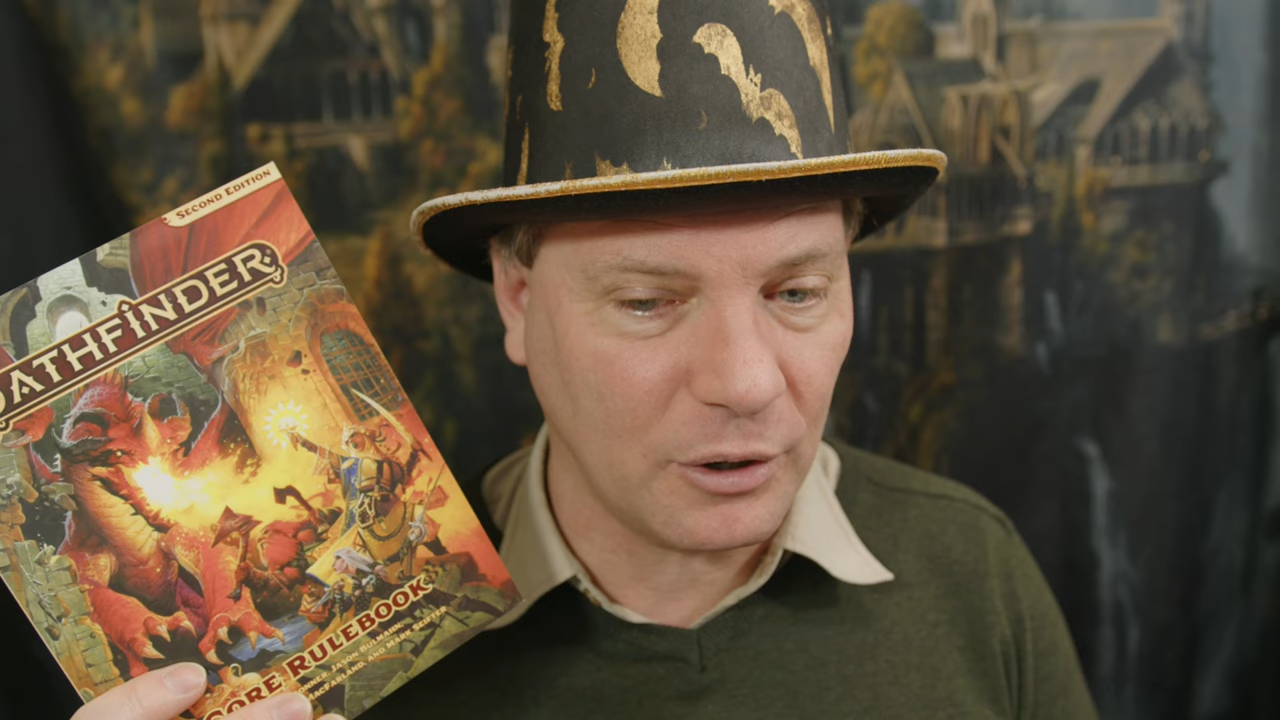 SECOND EDITION
PATHFINDER
CORE RULEBOOK
JASON BULMAHN,
MACFARLAND, AND MARK SEIFTER